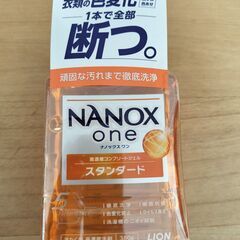 衣類の色変化
1本で全部
断つ。
頑固な汚れまで徹底洗浄
NANOX
one
ナノックス ワン
高濃度コンプリートジェル
スタンダード
LION